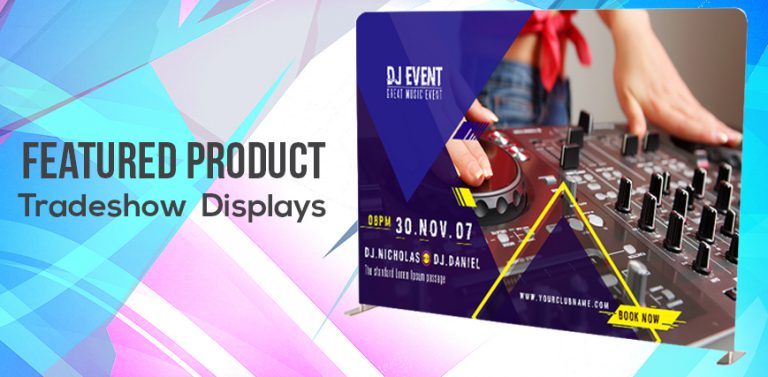 FEATURED PRODUCT
Tradeshow Displays
DJ EVENT
GREAT MUSIC EVENT
08PM 30.NOV.07
DJ.NICHOLAS DJ.DANIEL
The standard Lorem Ipsum passage
WWW.YOURCLUBNAME.COM
BOOK NOW